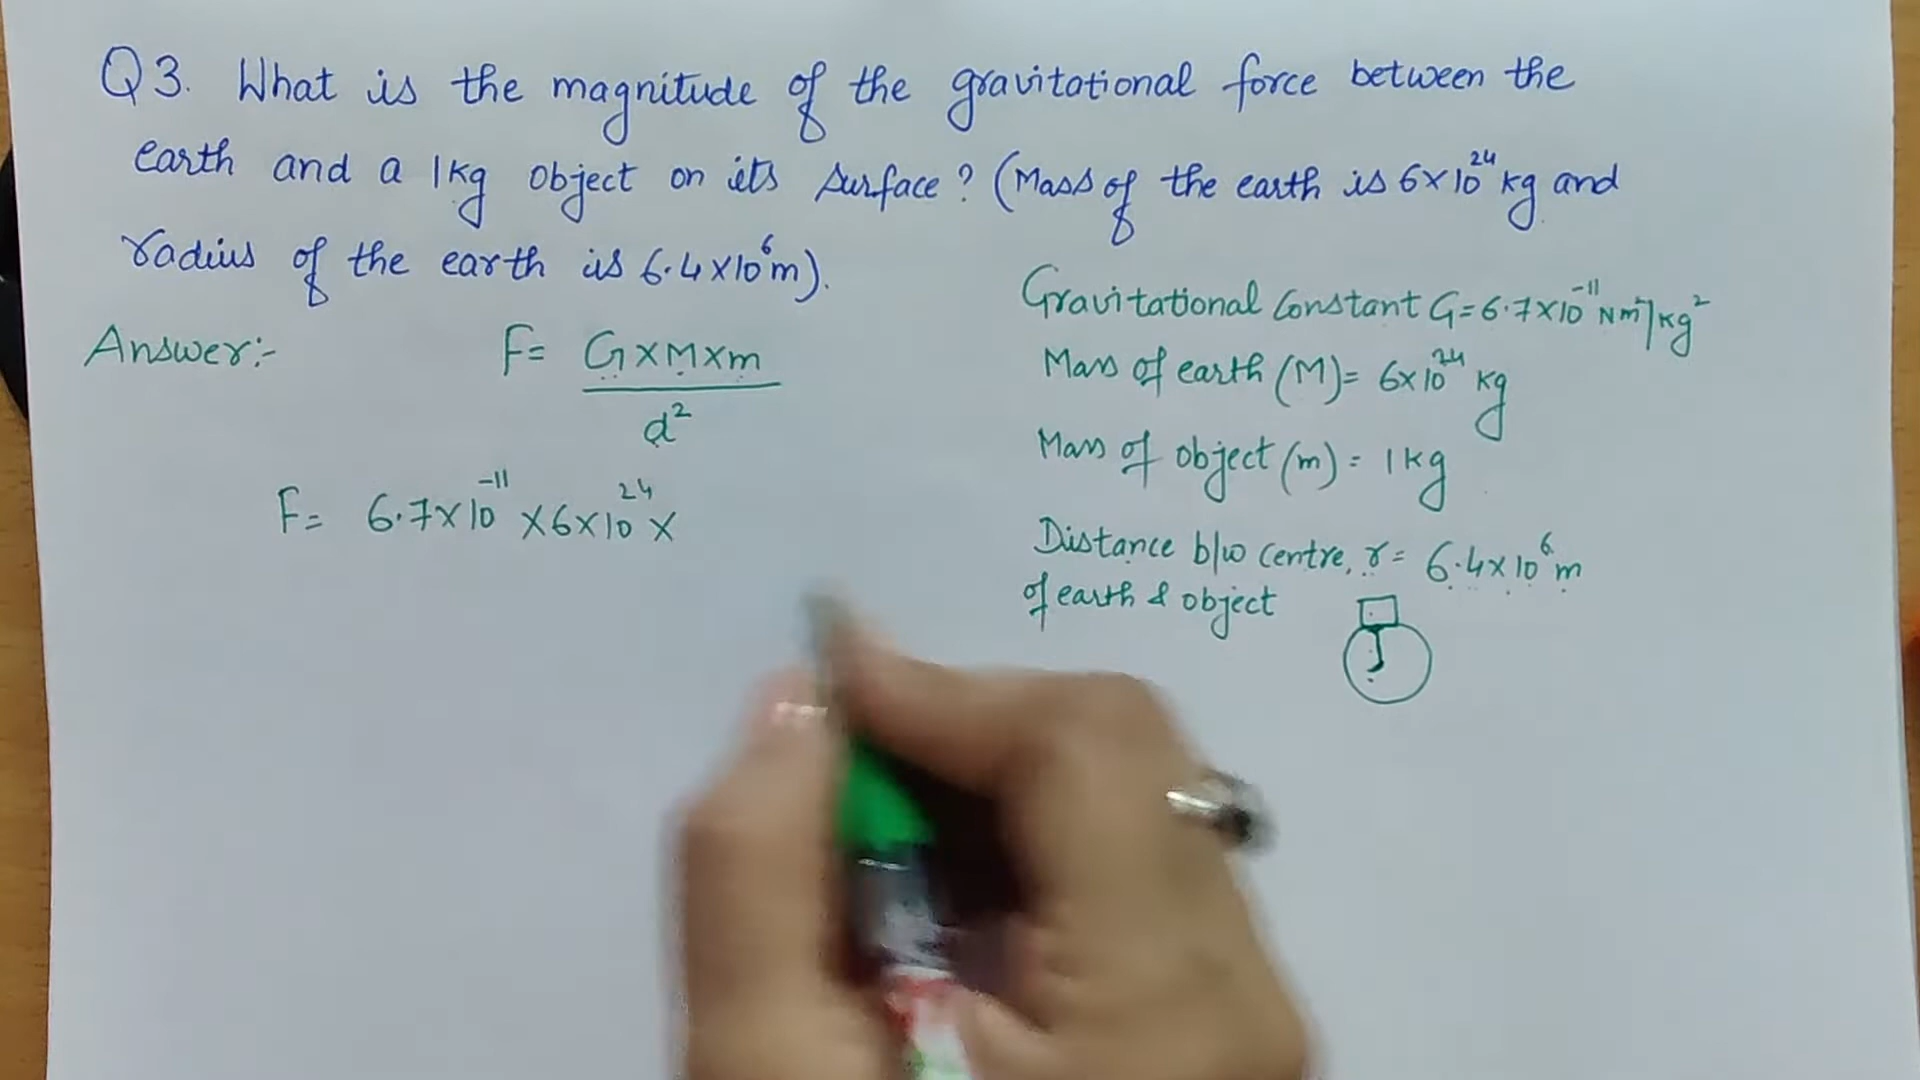 Q3. What is the magnitude of the gravitational force between the
earth and a 1kg object on its surface? (Mass of the earth is 6×10²⁴ kg and
radius of the earth is 6.4×10⁶m).
Answer:-
F= G×M×m
d²
F= 6.7×10⁻¹¹ ×6×10²⁴×
Gravitational Constant G=6.7×10⁻¹¹ Nm²/kg²
Mass of earth (M)= 6×10²⁴ kg
Mass of object (m) = 1kg
Distance b/w centre, r= 6.4×10⁶m
of earth & object